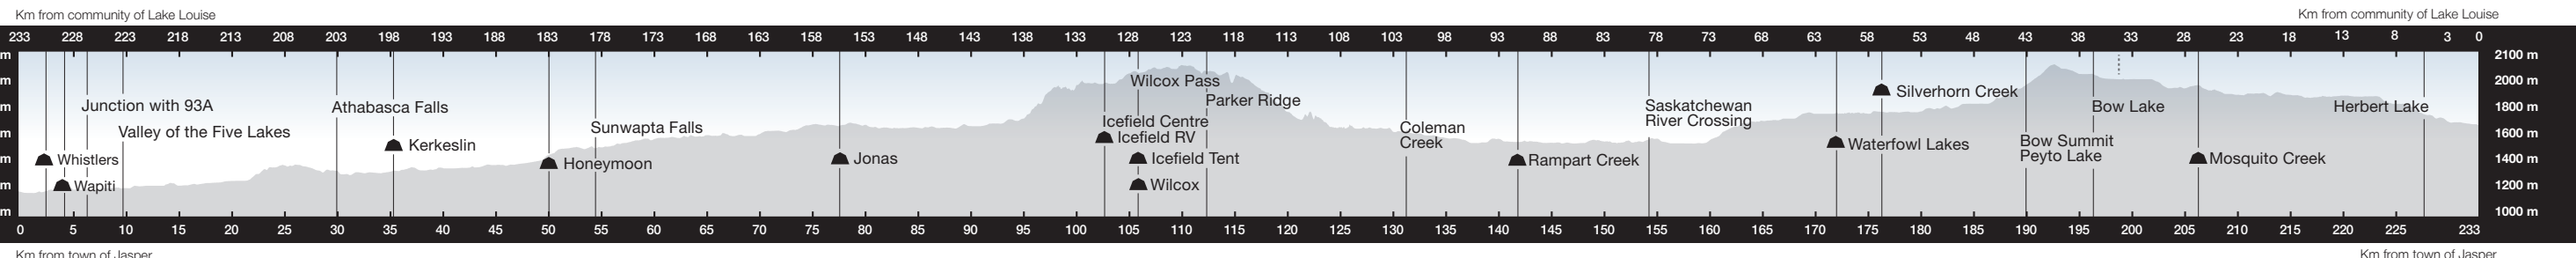 Km from community of Lake Louise
Km from community of Lake Louise
233 228 223 218 213 208 203 198 193 188 183 178 173 168 163 158 153 148 143 138 133 128 123 118 113 108 103 98 93 88 83 78 73 68 63 58 53 48 43 38 33 28 23 18 13 8 3 0
m 2100 m
m Wilcox Pass 2000 m
Silverhorn Creek
Parker Ridge
m Junction with 93A Athabasca Falls Saskatchewan Bow Lake Herbert Lake 1800 m
River Crossing
Icefield Centre
m Valley of the Five Lakes Sunwapta Falls Coleman 1600 m
Icefield RV
Creek
Bow Summit
Kerkeslin Waterfowl Lakes
Peyto Lake
m Whistlers Honeymoon Jonas Icefield Tent Rampart Creek Mosquito Creek 1400 m
m Wapiti Wilcox 1200 m
m 1000 m
0 5 10 15 20 25 30 35 40 45 50 55 60 65 70 75 80 85 90 95 100 105 110 115 120 125 130 135 140 145 150 155 160 165 170 175 180 185 190 195 200 205 210 215 220 225 233
Km from town of Jasper
Km from town of Jasper